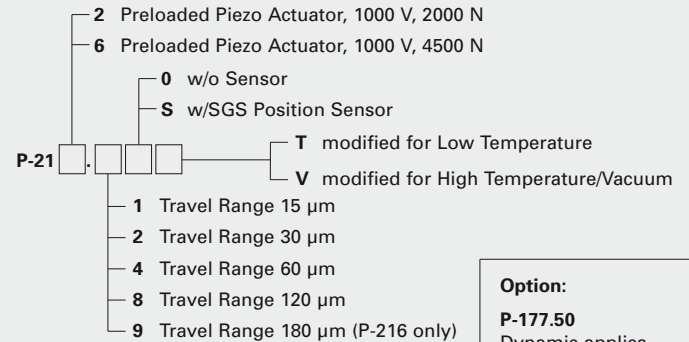 2 Preloaded Piezo Actuator, 1000 V, 2000 N
6 Preloaded Piezo Actuator, 1000 V, 4500 N
0 w/o Sensor
S w/SGS Position Sensor
T modified for Low Temperature
P-21 .
V modified for High Temperature/Vacuum
1 Travel Range 15 µm
2 Travel Range 30 µm
4 Travel Range 60 µm
8 Travel Range 120 µm
9 Travel Range 180 µm (P-216 only)
Option:
P-177.50